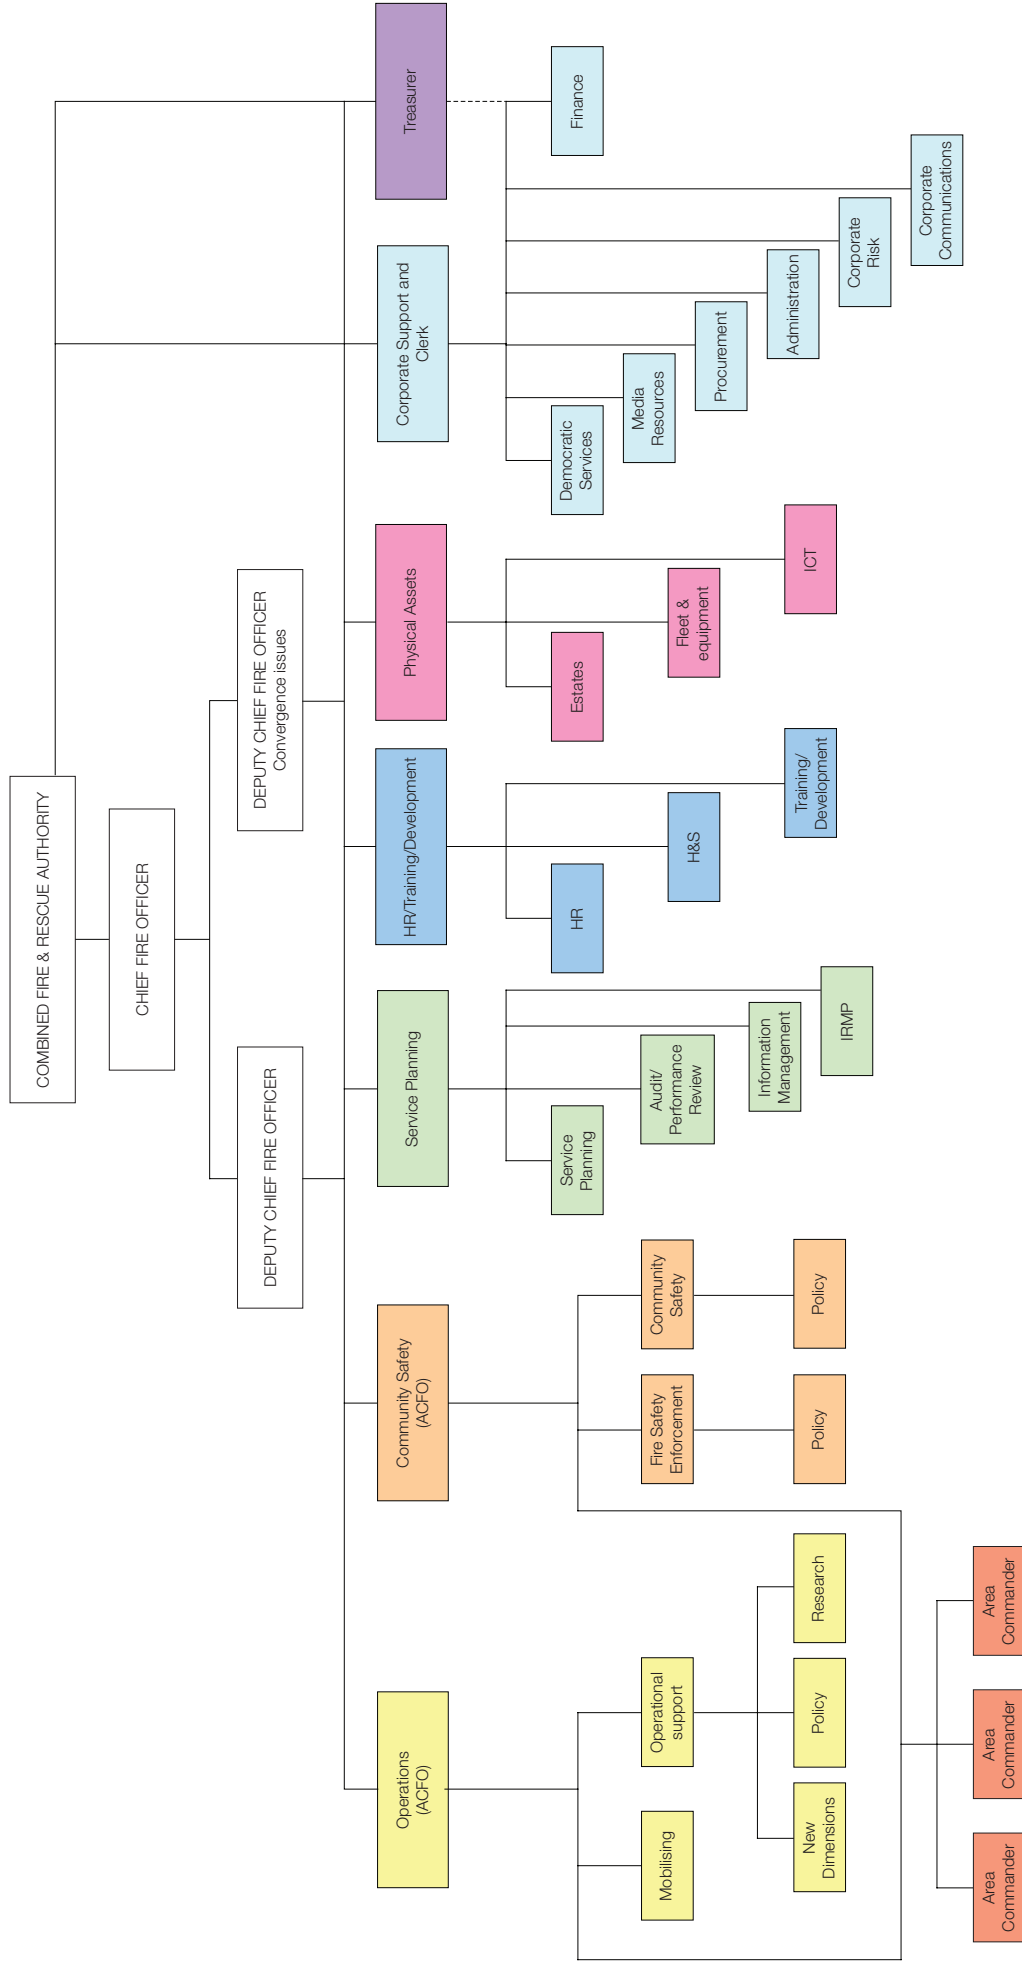 COMBINED FIRE & RESCUE AUTHORITY
CHIEF FIRE OFFICER
DEPUTY CHIEF FIRE OFFICER
DEPUTY CHIEF FIRE OFFICER
Convergence issues
Operations
(ACFO)
Community Safety
(ACFO)
Service Planning
HR/Training/Development
Physical Assets
Corporate Support and
Clerk
Treasurer
Mobilising
Operational
support
New
Dimensions
Policy
Research
Fire Safety
Enforcement
Community
Safety
Policy
Policy
Area
Commander
Area
Commander
Area
Commander
Service
Planning
Audit/
Performance
Review
Information
Management
IRMP
HR
H&S
Training/
Development
Estates
Fleet &
equipment
ICT
Democratic
Services
Media
Resources
Procurement
Administration
Corporate
Risk
Corporate
Communications
Finance